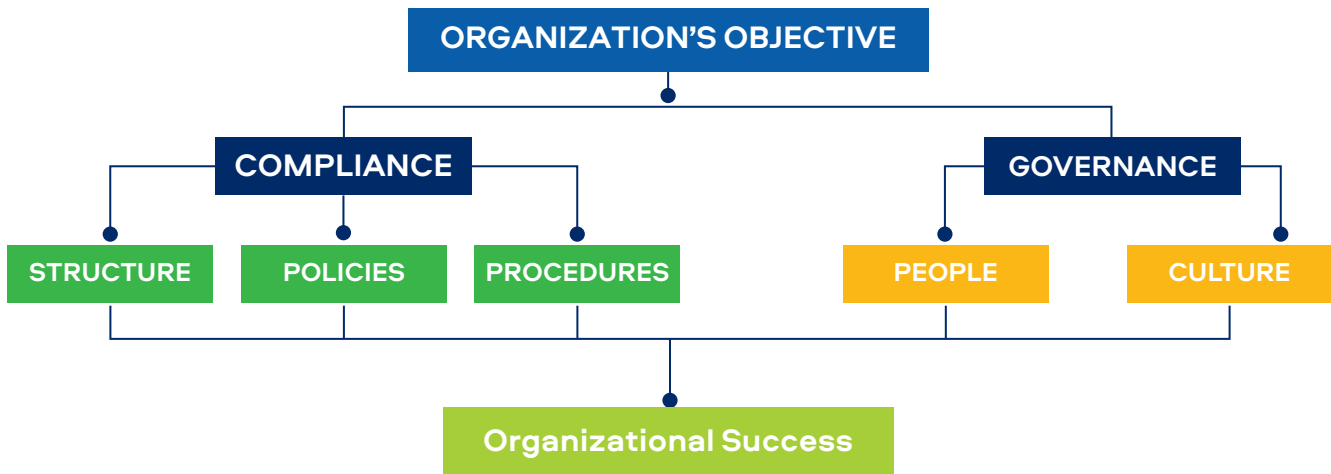 ORGANIZATION’S OBJECTIVE
COMPLIANCE
GOVERNANCE
STRUCTURE
POLICIES
PROCEDURES
PEOPLE
CULTURE
Organizational Success